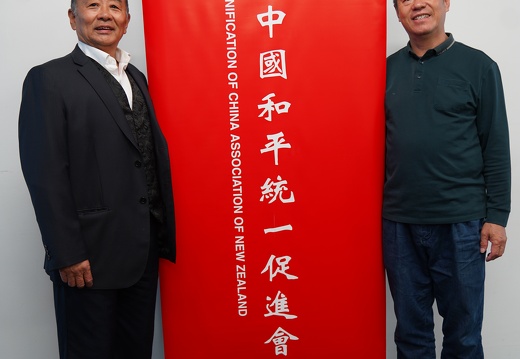 中國和平統一促進會
NIFICATION OF CHINA ASSOCIATION OF NEW ZEALAND